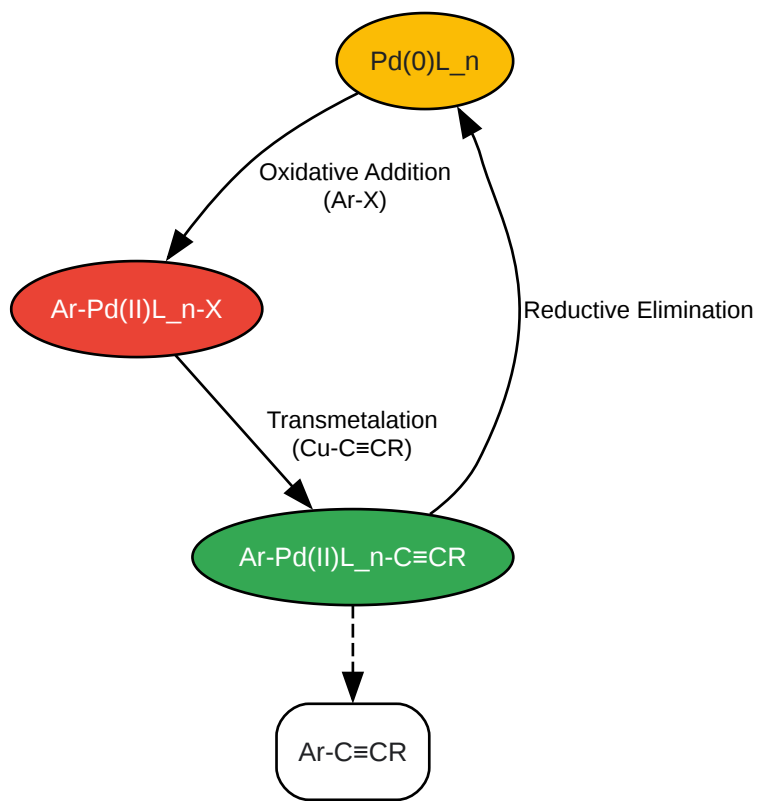 Pd(0)L_n
Oxidative Addition
(Ar-X)
Ar-Pd(II)L_n-X
Reductive Elimination
Transmetalation
(Cu-C≡CR)
Ar-Pd(II)L_n-C≡CR
Ar-C≡CR